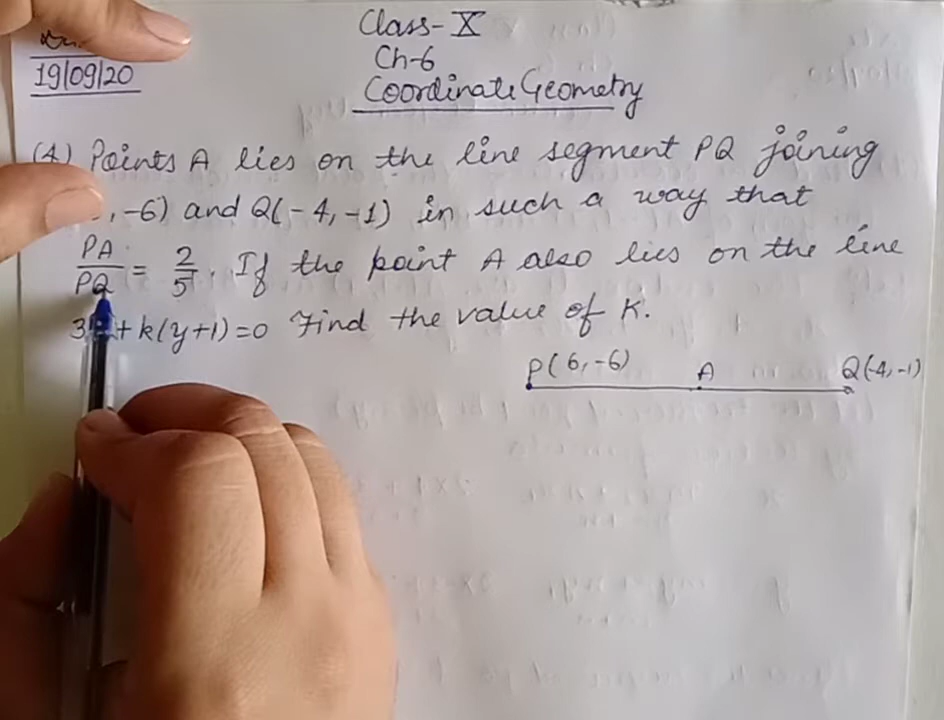 19/09/20
Class-X
Ch-6
Coordinate Geometry
(4) Points A lies on the line segment PQ joining
, -6) and Q(-4, -1) in such a way that
PA/PQ = 2/5. If the point A also lies on the line
3 + k(y+1)=0 Find the value of K.
P(6, -6) A Q(-4, -1)